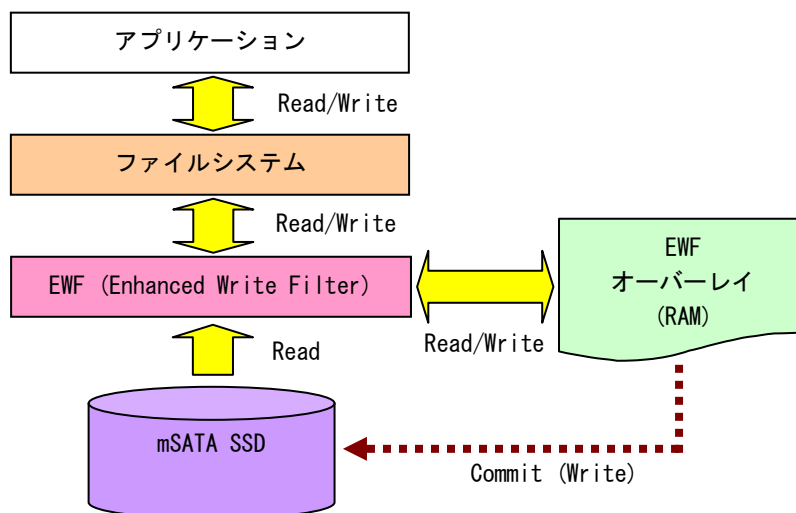 アプリケーション
Read/Write
ファイルシステム
Read/Write
EWF (Enhanced Write Filter)
EWF
オーバーレイ
(RAM)
Read/Write
Read
mSATA SSD
Commit (Write)